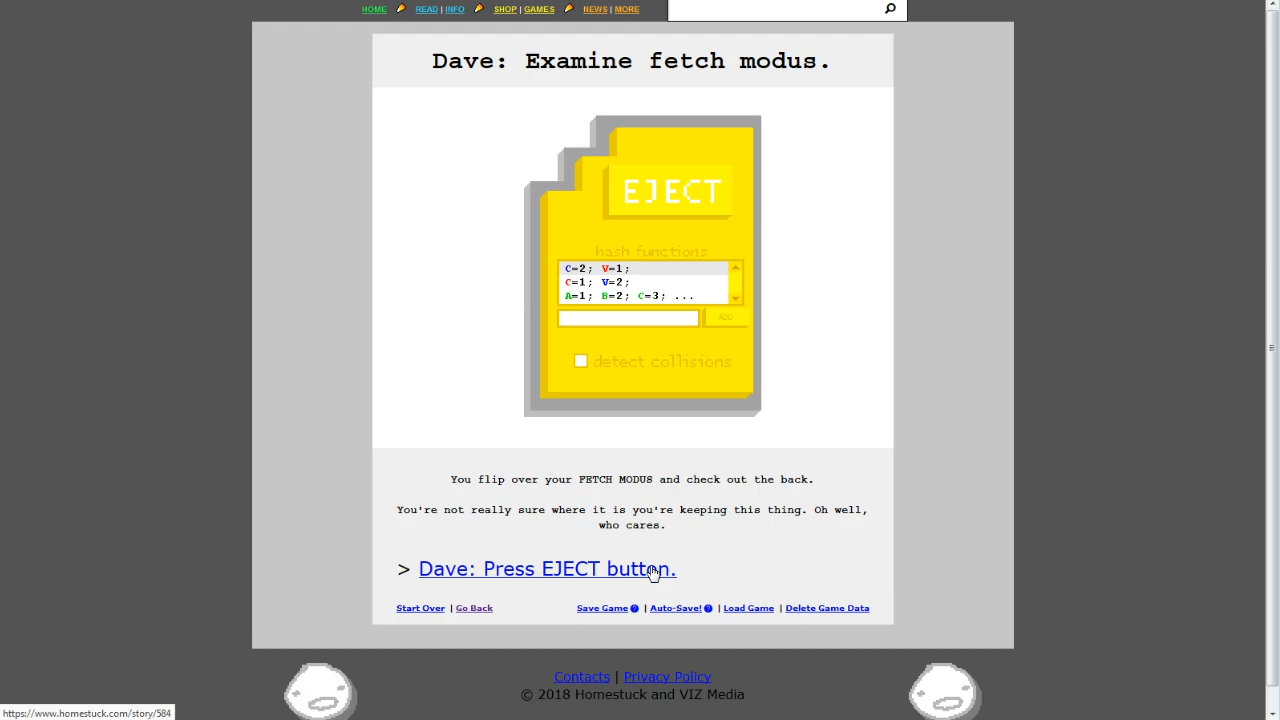 HOME READ | INFO SHOP | GAMES NEWS | MORE
Dave: Examine fetch modus.
EJECT
hash functions
C=2; V=1;
C=1; V=2;
A=1; B=2; C=3; ...
ADD
detect collisions
You flip over your FETCH MODUS and check out the back.
You're not really sure where it is you're keeping this thing. Oh well,
who cares.
> Dave: Press EJECT button.
Start Over | Go Back Save Game ? | Auto-Save! ? | Load Game | Delete Game Data
Contacts | Privacy Policy
© 2018 Homestuck and VIZ Media
https://www.homestuck.com/story/584